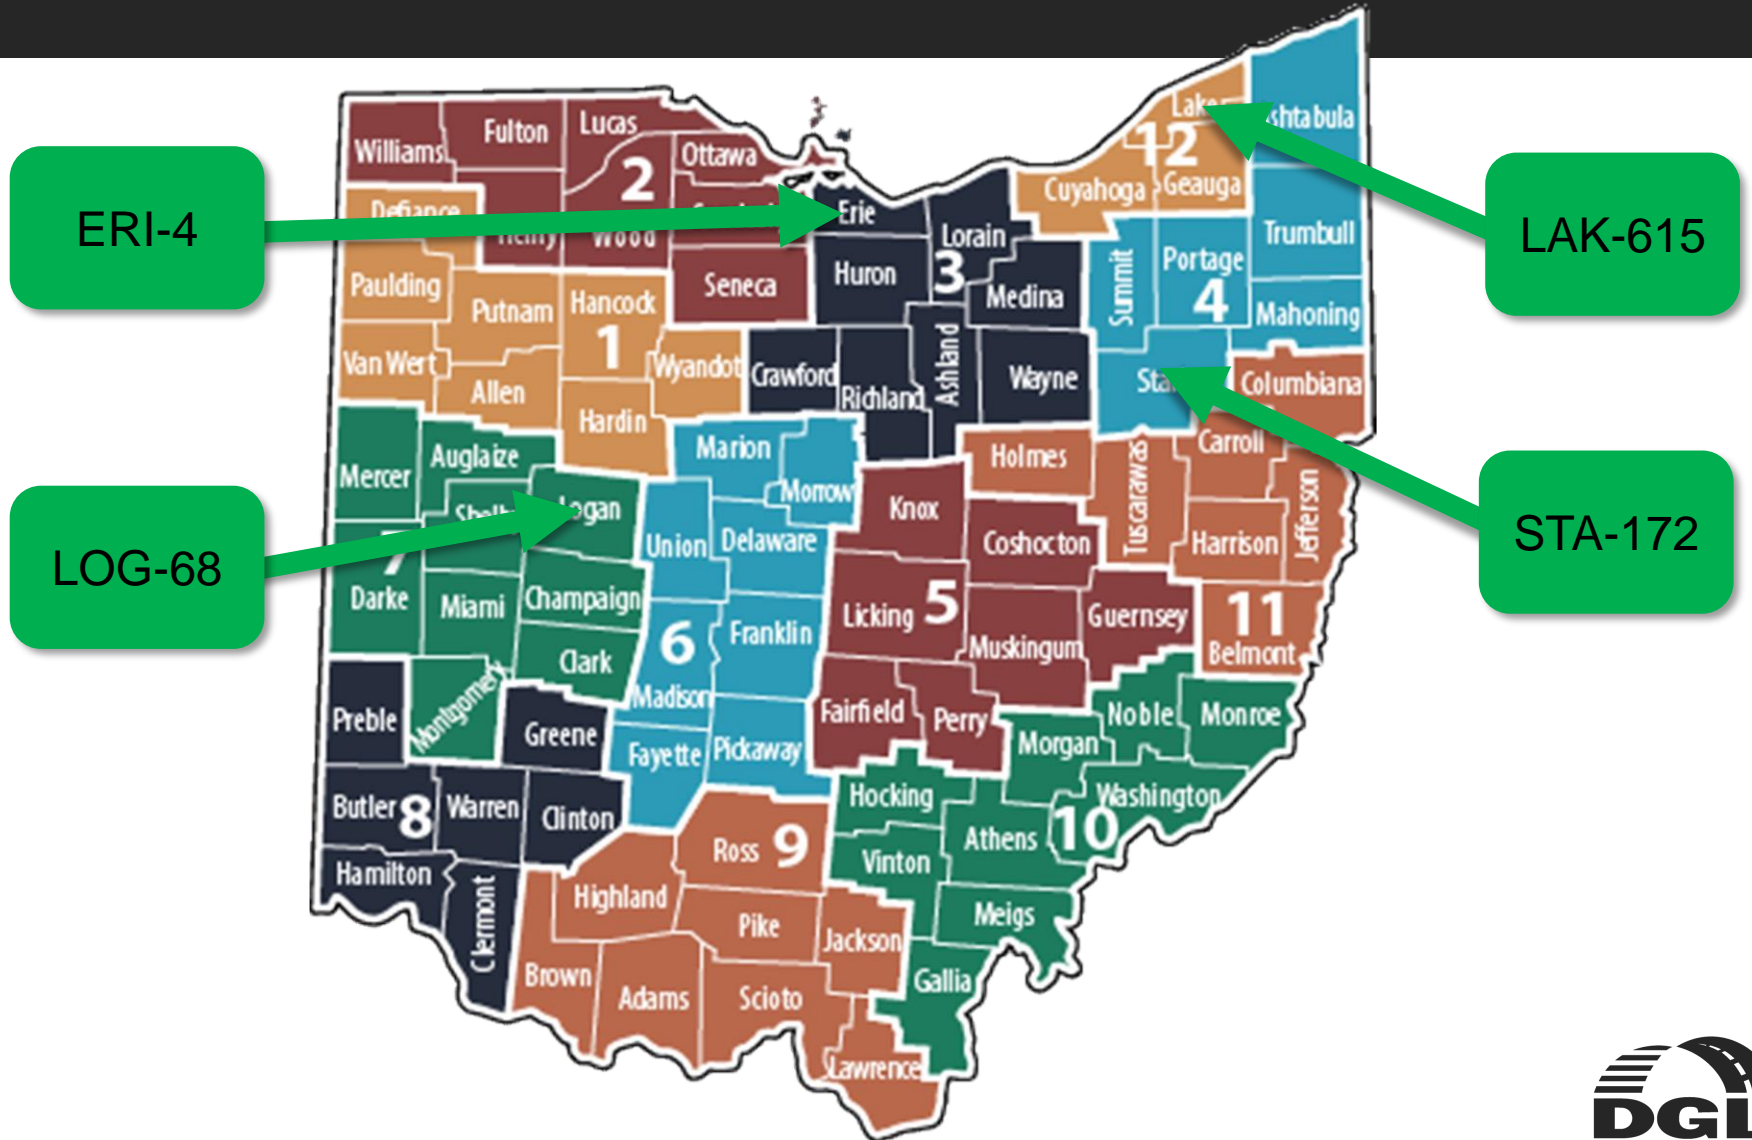 ERI-4
LOG-68
LAK-615
STA-172
Williams
Fulton
Lucas
2
Ottawa
Wood
Seneca
Defiance
Henry
Paulding
Putnam
Hancock
1
Van Wert
Allen
Wyandot
Hardin
Erie
Lorain
Huron
3
Medina
Crawford
Richland
Ashland
Wayne
12
Cuyahoga
Geauga
Summit
Portage
4
Trumbull
Mahoning
Columbiana
Mercer
Auglaize
7
Darke
Miami
Champaign
Clark
Montgomery
Marion
Morrow
Union
Delaware
6
Franklin
Madison
Fayette
Pickaway
Knox
Coshocton
Licking
5
Muskingum
Guernsey
Fairfield
Perry
Holmes
Tuscarawas
Carroll
Harrison
Jefferson
11
Belmont
Preble
Greene
Butler
8
Warren
Clinton
Hamilton
Clermont
Ross
9
Highland
Pike
Jackson
Brown
Adams
Scioto
Lawrence
Noble
Monroe
Morgan
Washington
Hocking
Athens
10
Vinton
Meigs
Gallia